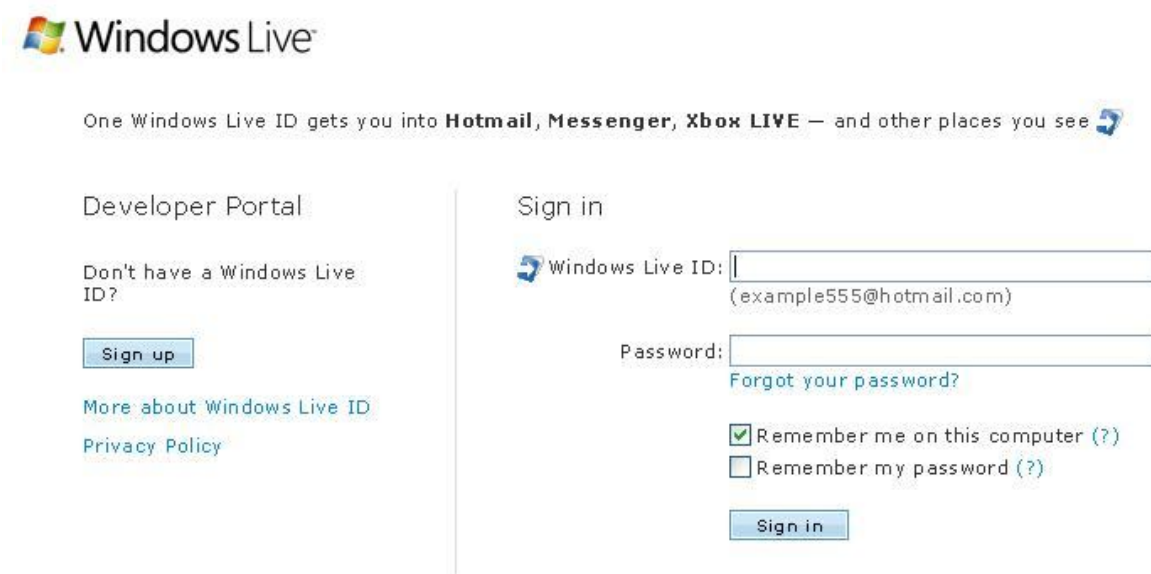 Windows Live
One Windows Live ID gets you into Hotmail, Messenger, Xbox LIVE — and other places you see
Developer Portal
Don't have a Windows Live
ID?
Sign up
More about Windows Live ID
Privacy Policy
Sign in
Windows Live ID:
(example555@hotmail.com)
Password:
Forgot your password?
Remember me on this computer (?)
Remember my password (?)
Sign in